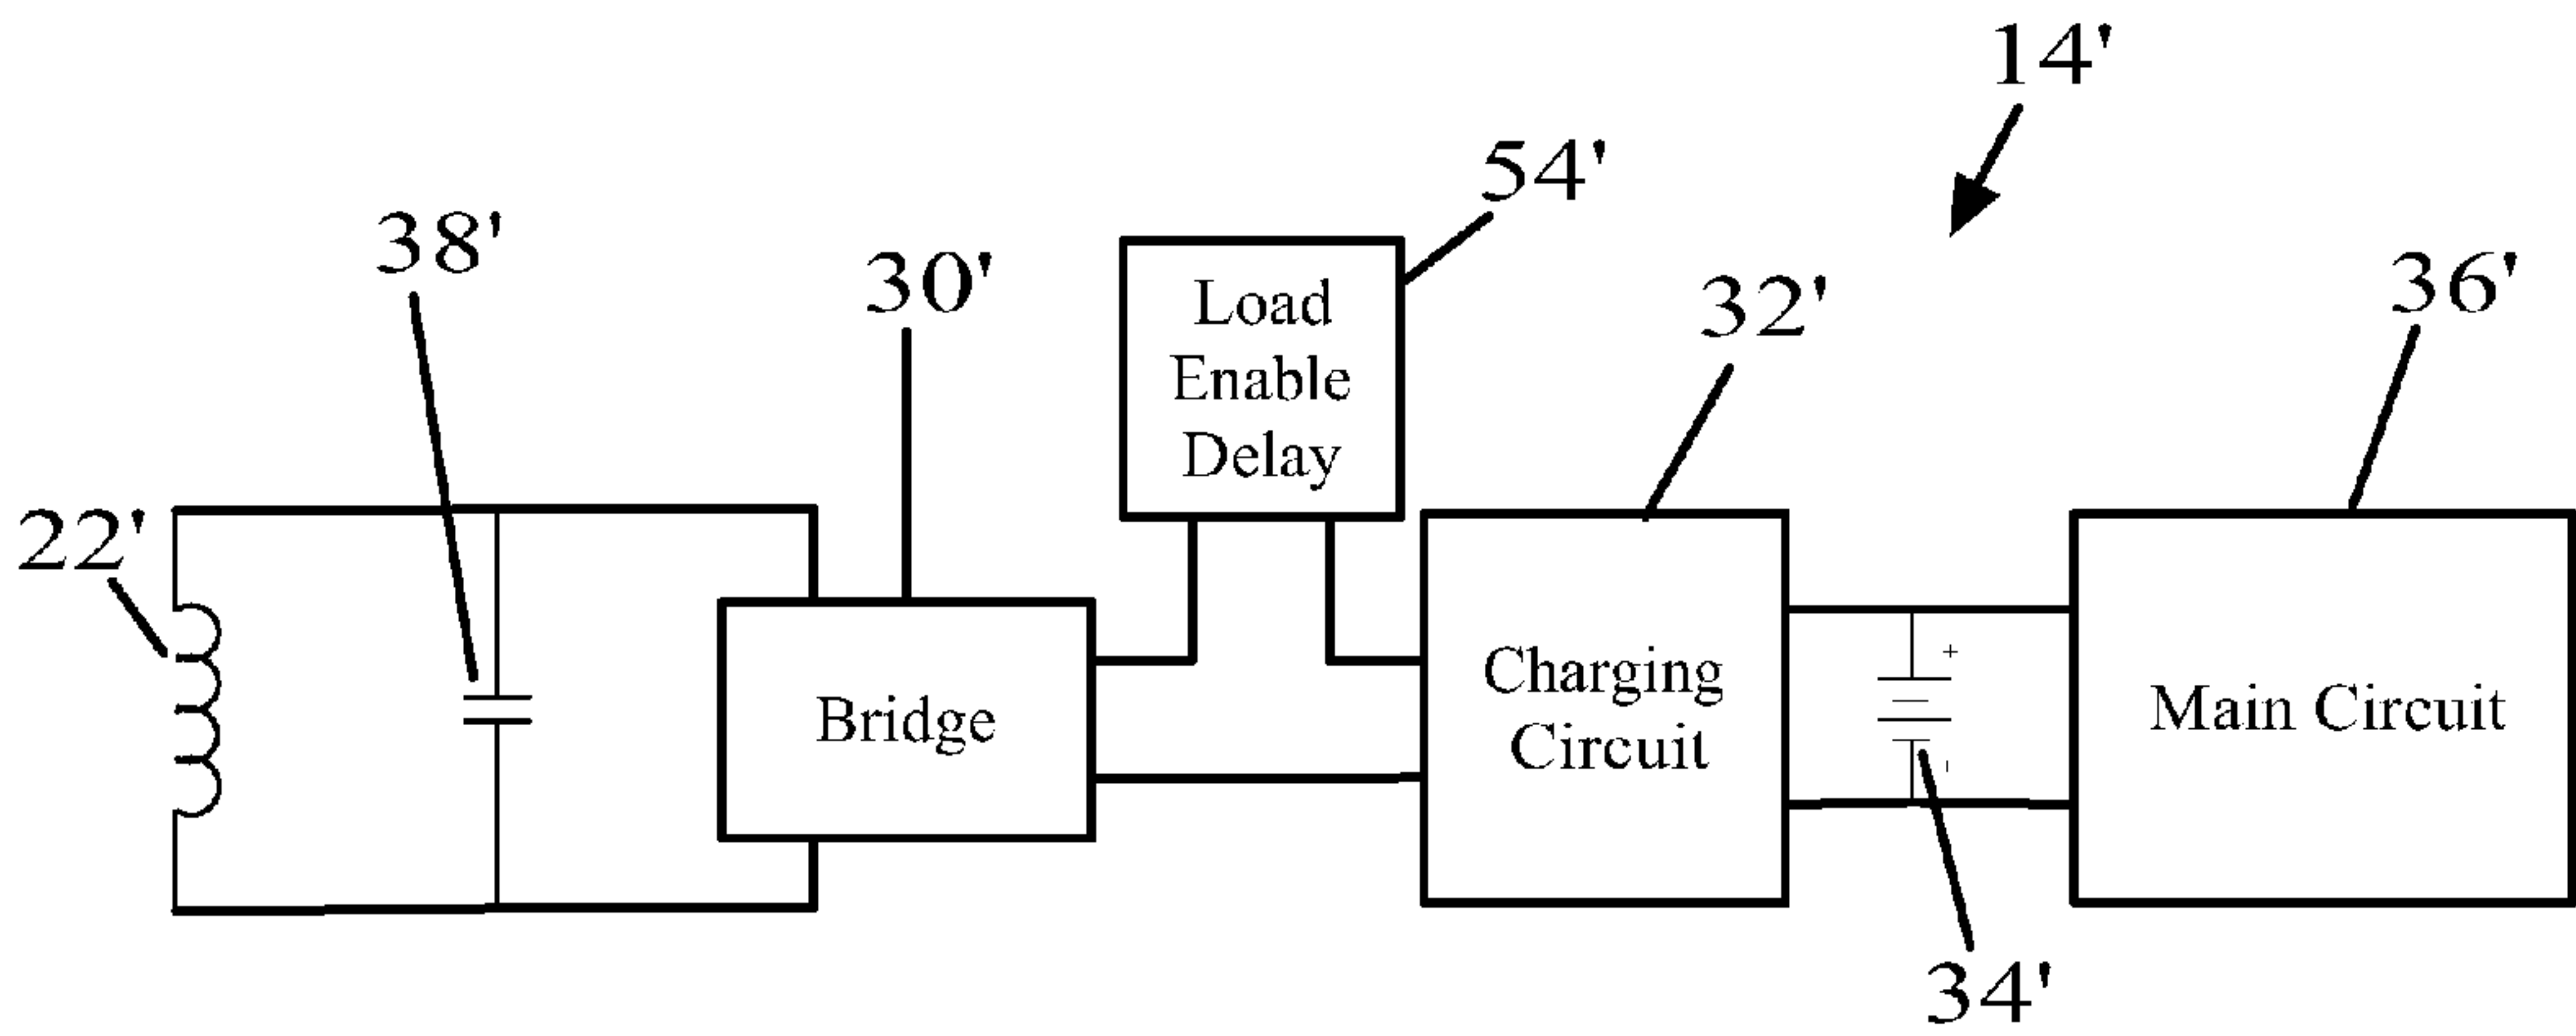 14'
54'
38'
30'
32'
36'
22'
Load
Enable
Delay
Bridge
Charging
Circuit
+
-
Main Circuit
34'